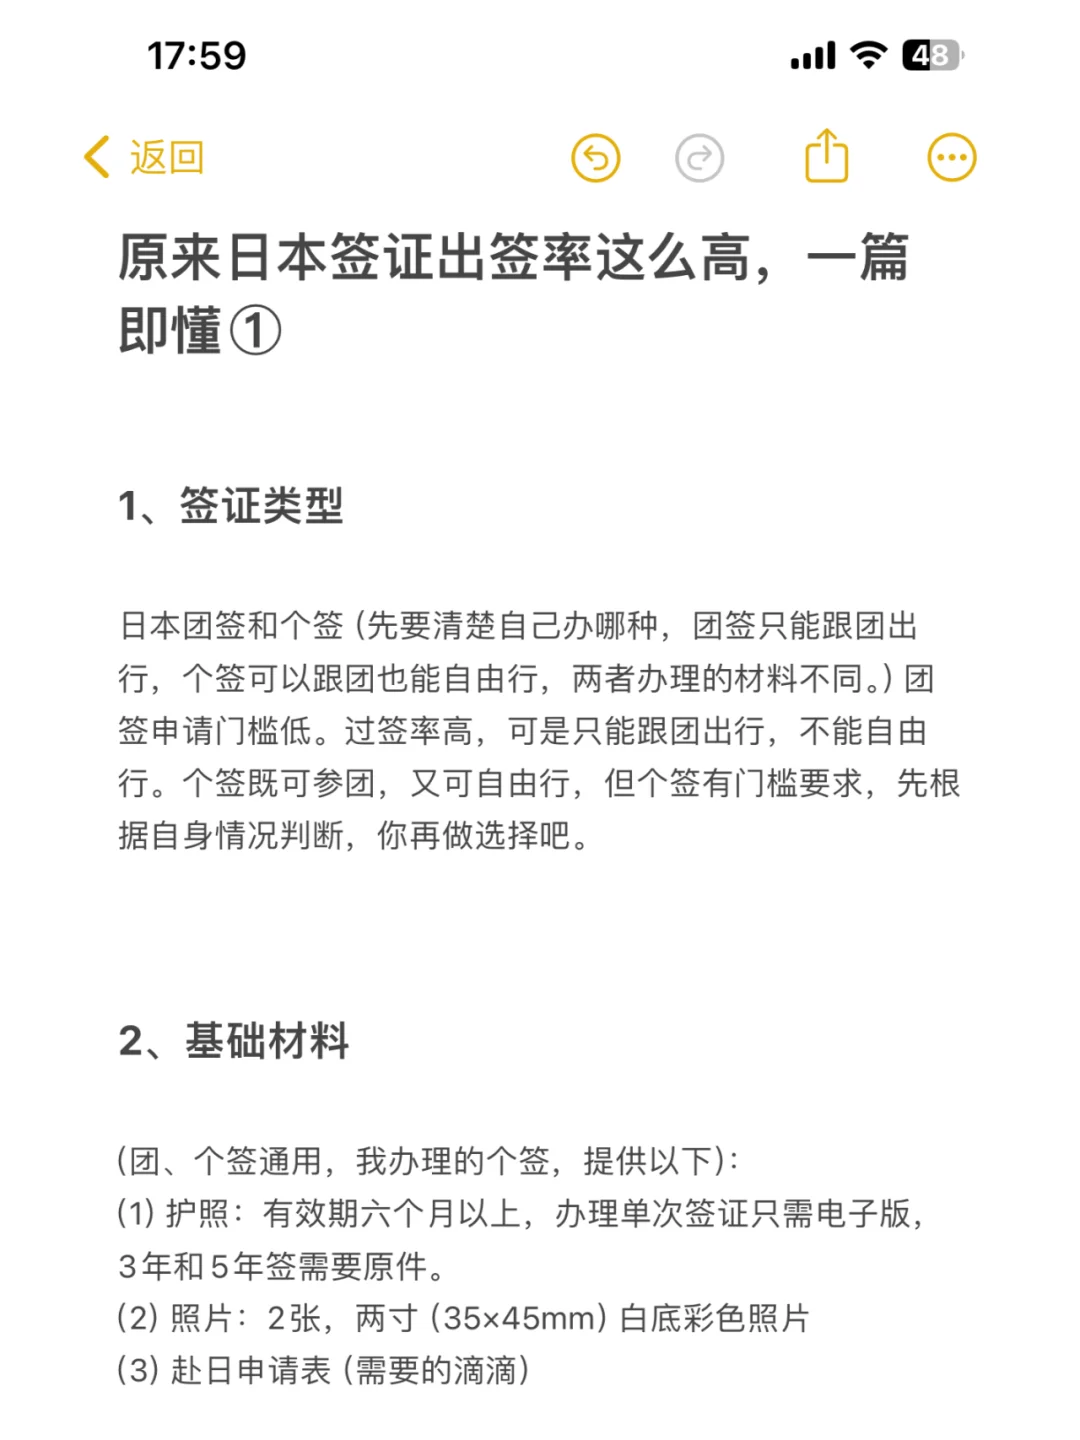 17:59
48
返回
原来日本签证出签率这么高，一篇
即懂①
1、签证类型
日本团签和个签（先要清楚自己办哪种，团签只能跟团出
行，个签可以跟团也能自由行，两者办理的材料不同。）团
签申请门槛低。过签率高，可是只能跟团出行，不能自由
行。个签既可参团，又可自由行，但个签有门槛要求，先根
据自身情况判断，你再做选择吧。
2、基础材料
（团、个签通用，我办理的个签，提供以下）：
（1）护照：有效期六个月以上，办理单次签证只需电子版，
3年和5年签需要原件。
（2）照片：2张，两寸（35×45mm）白底彩色照片
（3）赴日申请表（需要的滴滴）